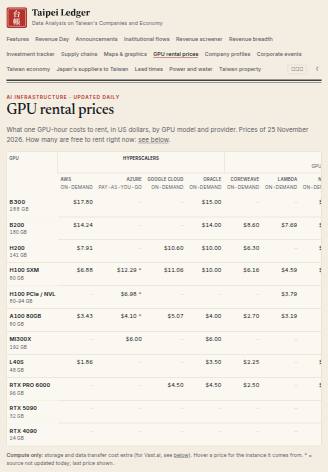 台報
Taipei Ledger
Data Analysis on Taiwan's Companies and Economy
Features Revenue Day Announcements Institutional flows Revenue screener Revenue breadth
Investment tracker Supply chains Maps & graphics GPU rental prices Company profiles Corporate events
Taiwan economy Japan's suppliers to Taiwan Lead times Power and water Taiwan property
AI INFRASTRUCTURE · UPDATED DAILY
GPU rental prices
What one GPU-hour costs to rent, in US dollars, by GPU model and provider. Prices of 25 November
2026. How many are free to rent right now: see below.
GPU HYPERSCALERS
GPU
AWS AZURE GOOGLE CLOUD ORACLE COREWEAVE LAMBDA N
ON-DEMAND PAY-AS-YOU-GO ON-DEMAND ON-DEMAND ON-DEMAND ON-DEMAND ON-DE
B300 $17.80 – – $15.00 – – $
288 GB
B200 $14.24 – – $14.00 $8.60 $7.69 $
180 GB
H200 $7.91 – $10.60 $10.00 $6.30 – $
141 GB
H100 SXM $6.88 $12.29 * $11.06 $10.00 $6.16 $4.59 $
80 GB
H100 PCIe / NVL – $6.98 * – – – $3.79
80–94 GB
A100 80GB $3.43 $4.10 * $5.07 $4.00 $2.70 $3.19
80 GB
MI300X – $6.00 – $6.00 – –
192 GB
L40S $1.86 – – $3.50 $2.25 – $
48 GB
RTX PRO 6000 – – $4.50 $4.50 $2.50 – $
96 GB
RTX 5090 – – – – – –
32 GB
RTX 4090 – – – – – –
24 GB
Compute only: storage and data transfer cost extra (for Vast.ai, see below). Hover a price for the instance it comes from. * =
source not updated today; last price shown.